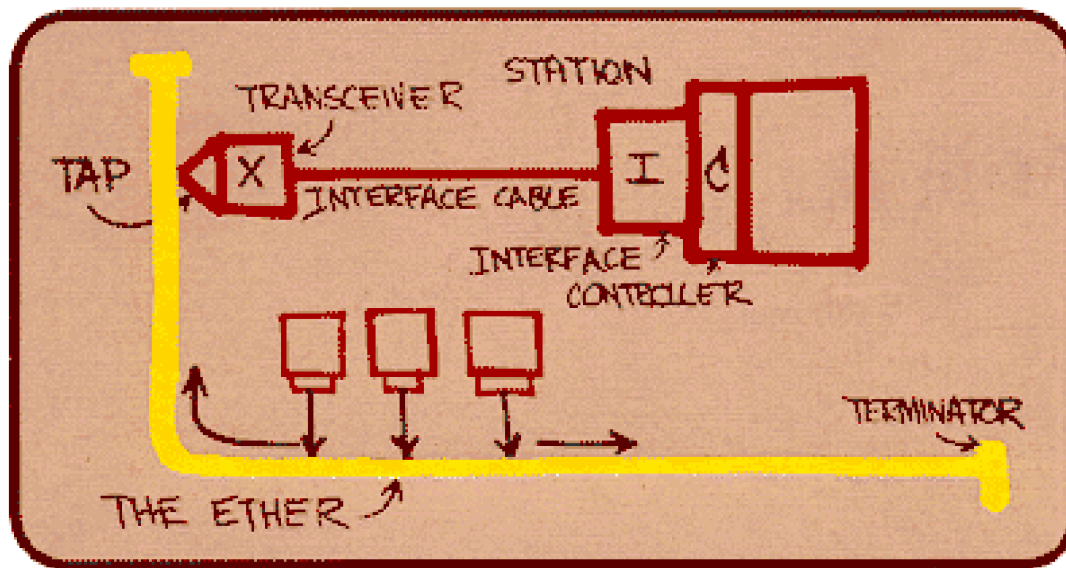 STATION
TRANSCEIVER
TAP
X
I
C
INTERFACE CABLE
INTERFACE
CONTROLLER
TERMINATOR
THE ETHER